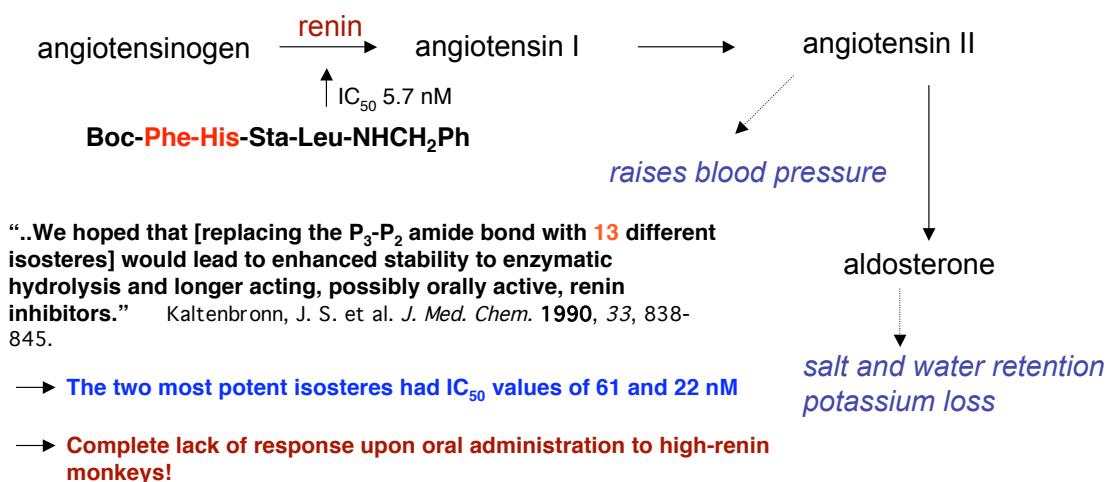 renin
angiotensinogen
angiotensin I
angiotensin II
IC50 5.7 nM
Boc-Phe-His-Sta-Leu-NHCH2Ph
raises blood pressure
“..We hoped that [replacing the P3-P2 amide bond with 13 different
isosteres] would lead to enhanced stability to enzymatic
hydrolysis and longer acting, possibly orally active, renin
inhibitors.” Kaltenbronn, J. S. et al. J. Med. Chem. 1990, 33, 838-
845.
aldosterone
The two most potent isosteres had IC50 values of 61 and 22 nM
salt and water retention
potassium loss
Complete lack of response upon oral administration to high-renin
monkeys!